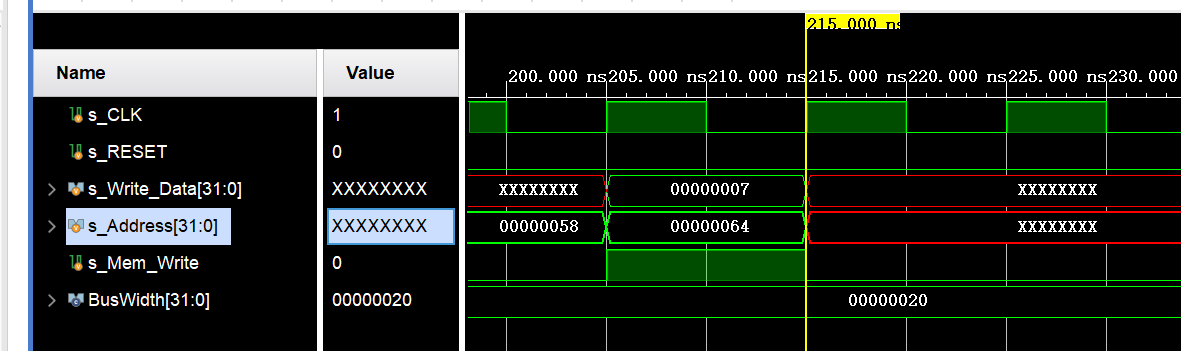 215.000 ns
Name Value
200.000 ns 205.000 ns 210.000 ns 215.000 ns 220.000 ns 225.000 ns 230.000
s_CLK 1
s_RESET 0
s_Write_Data[31:0] XXXXXXXX XXXXXXXX 00000007 XXXXXXXX
s_Address[31:0] XXXXXXXX 00000058 00000064 XXXXXXXX
s_Mem_Write 0
BusWidth[31:0] 00000020 00000020